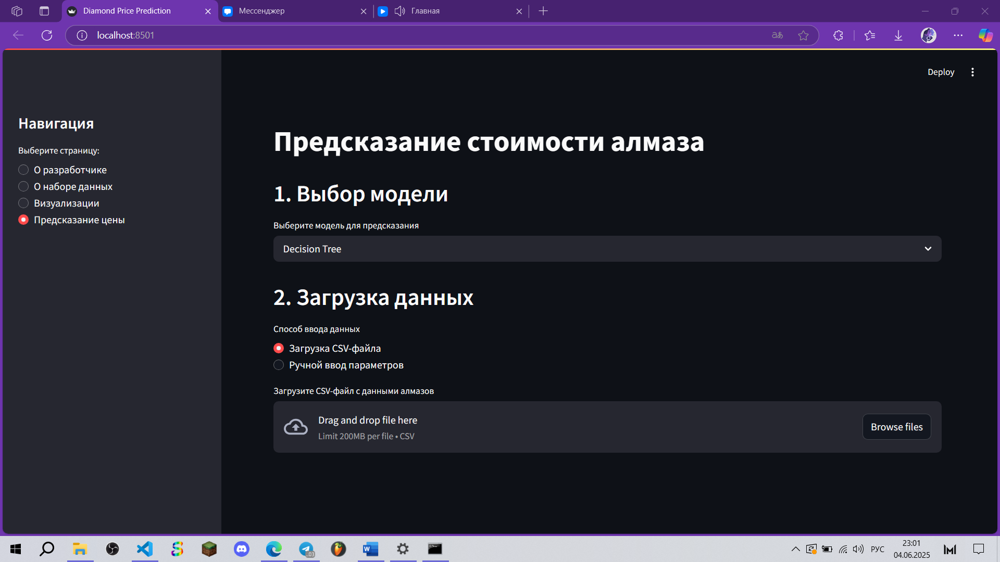 Diamond Price Prediction
Мессенджер
Главная
localhost:8501
Deploy
Навигация
Выберите страницу:
О разработчике
О наборе данных
Визуализации
Предсказание цены
Предсказание стоимости алмаза
1. Выбор модели
Выберите модель для предсказания
Decision Tree
2. Загрузка данных
Способ ввода данных
Загрузка CSV-файла
Ручной ввод параметров
Загрузите CSV-файл с данными алмазов
Drag and drop file here
Limit 200MB per file • CSV
Browse files
РУС
23:01
04.06.2025